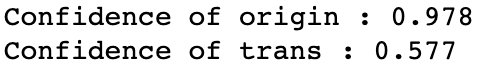 Confidence of origin : 0.978
Confidence of trans : 0.577